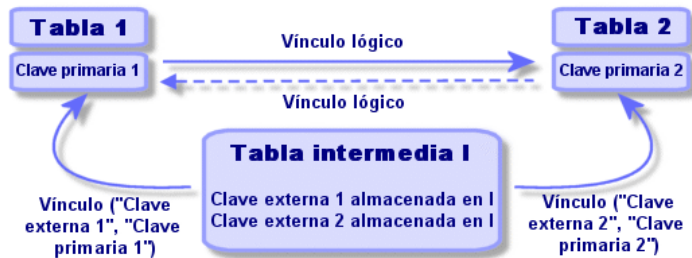 Tabla 1
Tabla 2
Vínculo lógico
Clave primaria 1
Clave primaria 2
Vínculo lógico
Tabla intermedia I
Clave externa 1 almacenada en I
Clave externa 2 almacenada en I
Vínculo ("Clave
externa 1", "Clave
primaria 1")
Vínculo ("Clave
externa 2", "Clave
primaria 2")